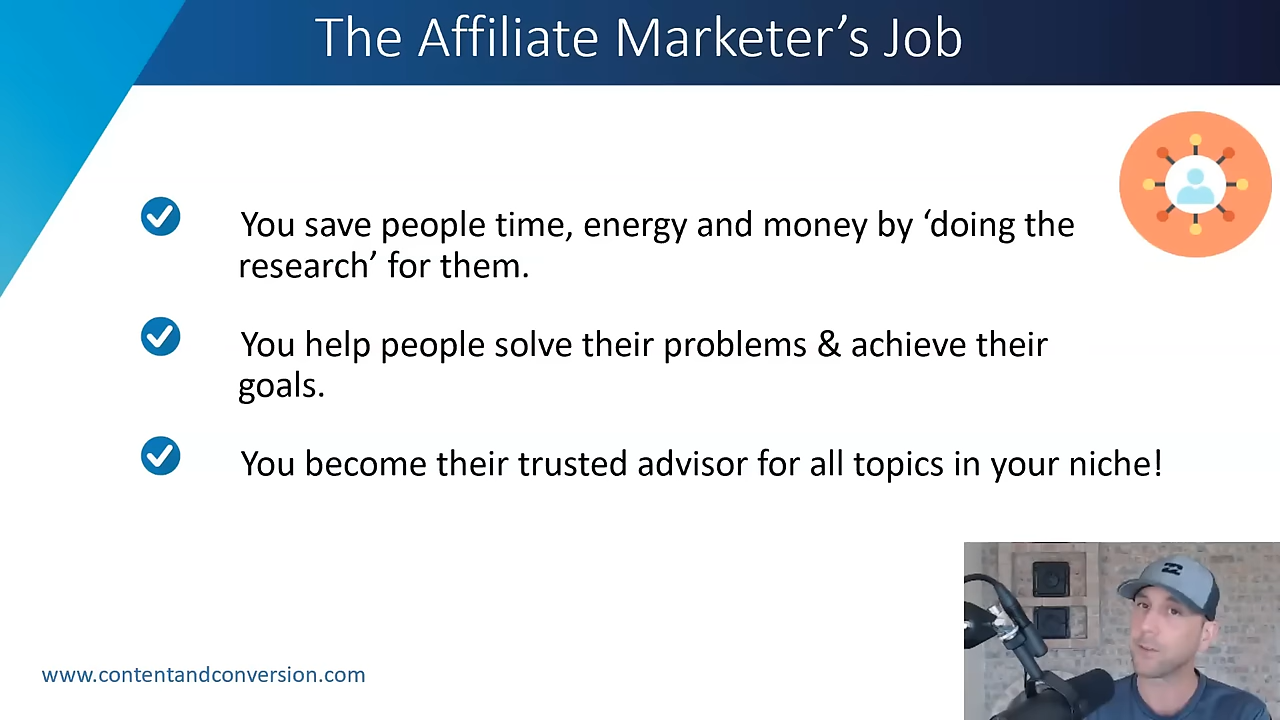 The Affiliate Marketer’s Job
You save people time, energy and money by ‘doing the
research’ for them.
You help people solve their problems & achieve their
goals.
You become their trusted advisor for all topics in your niche!
www.contentandconversion.com